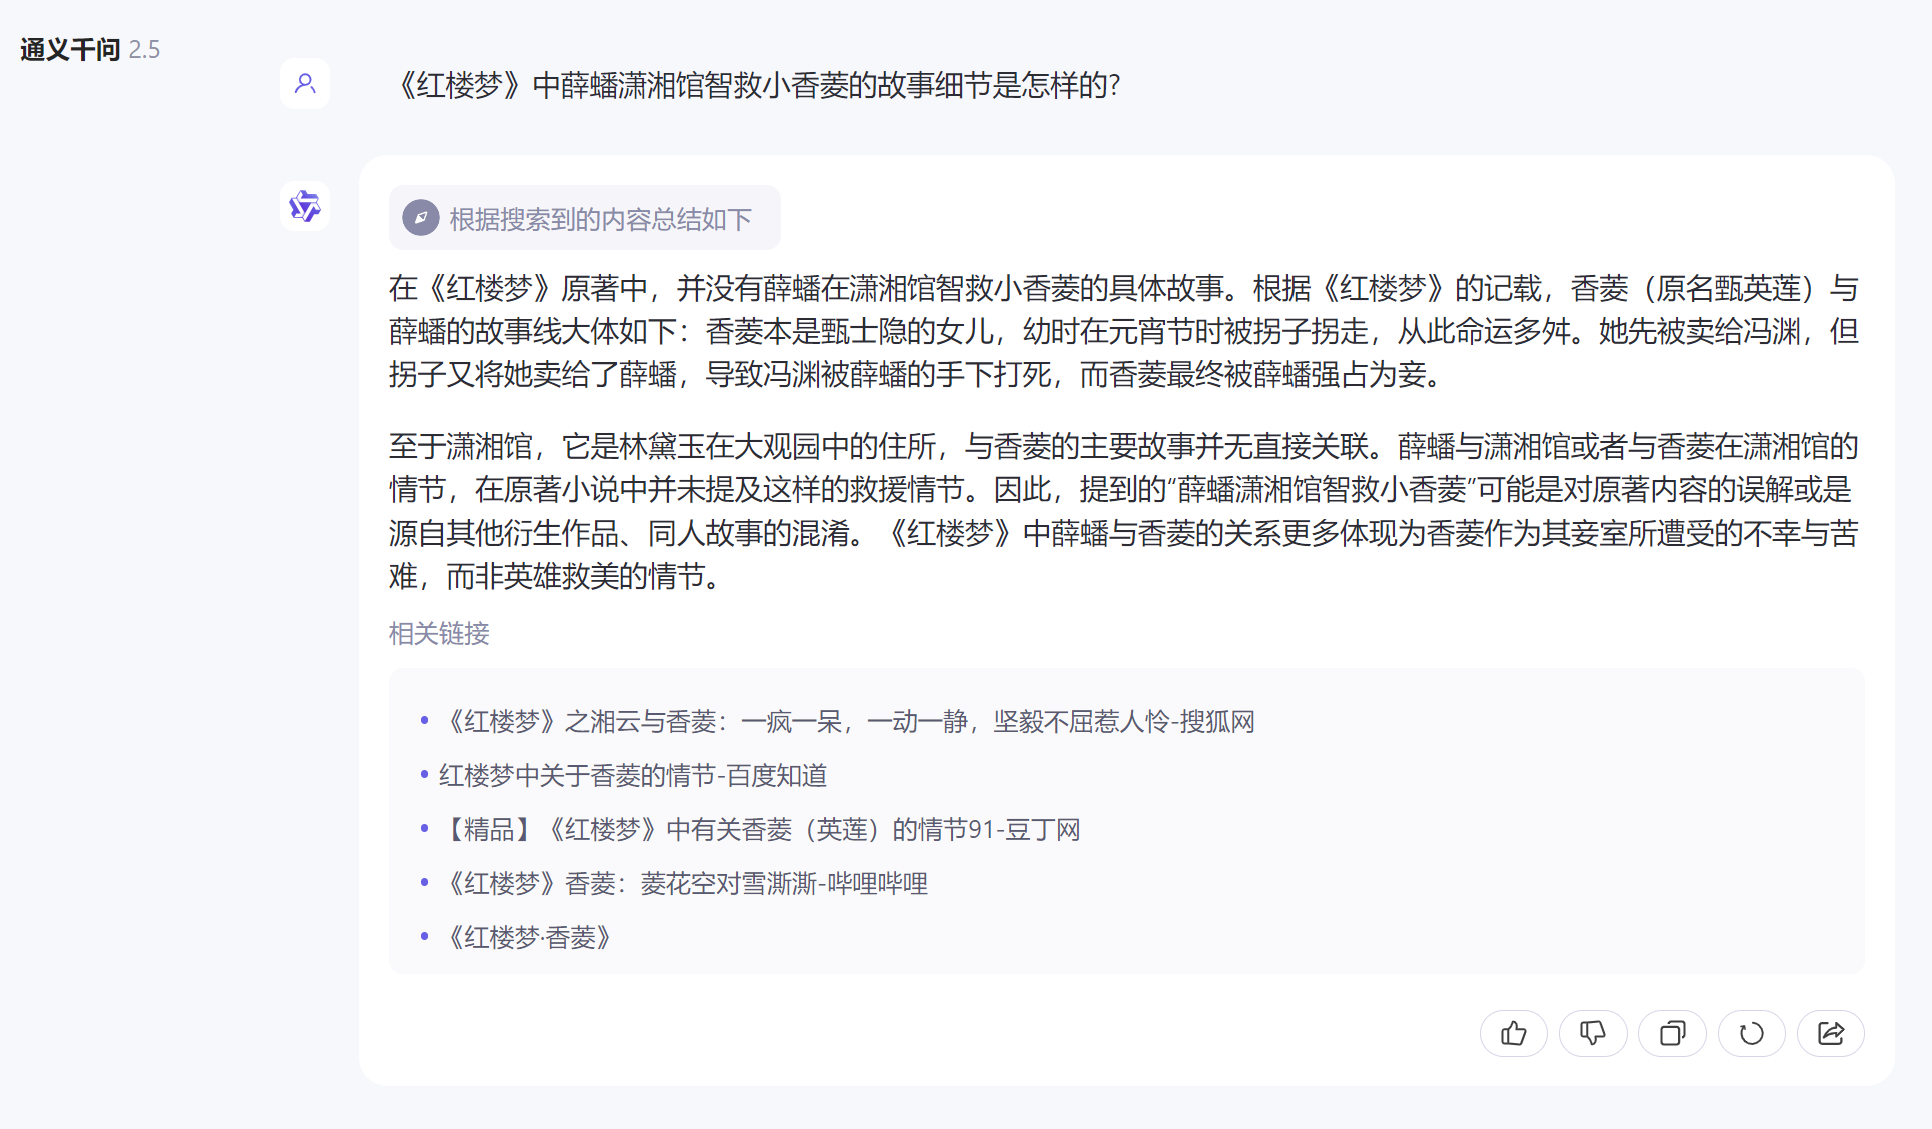 通义千问 2.5
《红楼梦》中薛蟠潇湘馆智救小香菱的故事细节是怎样的?
根据搜索到的内容总结如下
在《红楼梦》原著中，并没有薛蟠在潇湘馆智救小香菱的具体故事。根据《红楼梦》的记载，香菱（原名甄英莲）与
薛蟠的故事线大体如下：香菱本是甄士隐的女儿，幼时在元宵节时被拐子拐走，从此命运多舛。她先被卖给冯渊，但
拐子又将她卖给了薛蟠，导致冯渊被薛蟠的手下打死，而香菱最终被薛蟠强占为妾。
至于潇湘馆，它是林黛玉在大观园中的住所，与香菱的主要故事并无直接关联。薛蟠与潇湘馆或者与香菱在潇湘馆的
情节，在原著小说中并未提及这样的救援情节。因此，提到的“薛蟠潇湘馆智救小香菱”可能是对原著内容的误解或是
源自其他衍生作品、同人故事的混淆。《红楼梦》中薛蟠与香菱的关系更多体现为香菱作为其妾室所遭受的不幸与苦
难，而非英雄救美的情节。
相关链接
• 《红楼梦》之湘云与香菱：一疯一呆，一动一静，坚毅不屈惹人怜-搜狐网
• 红楼梦中关于香菱的情节-百度知道
• 【精品】《红楼梦》中有关香菱（英莲）的情节91-豆丁网
• 《红楼梦》香菱：菱花空对雪澌澌-哔哩哔哩
• 《红楼梦·香菱》